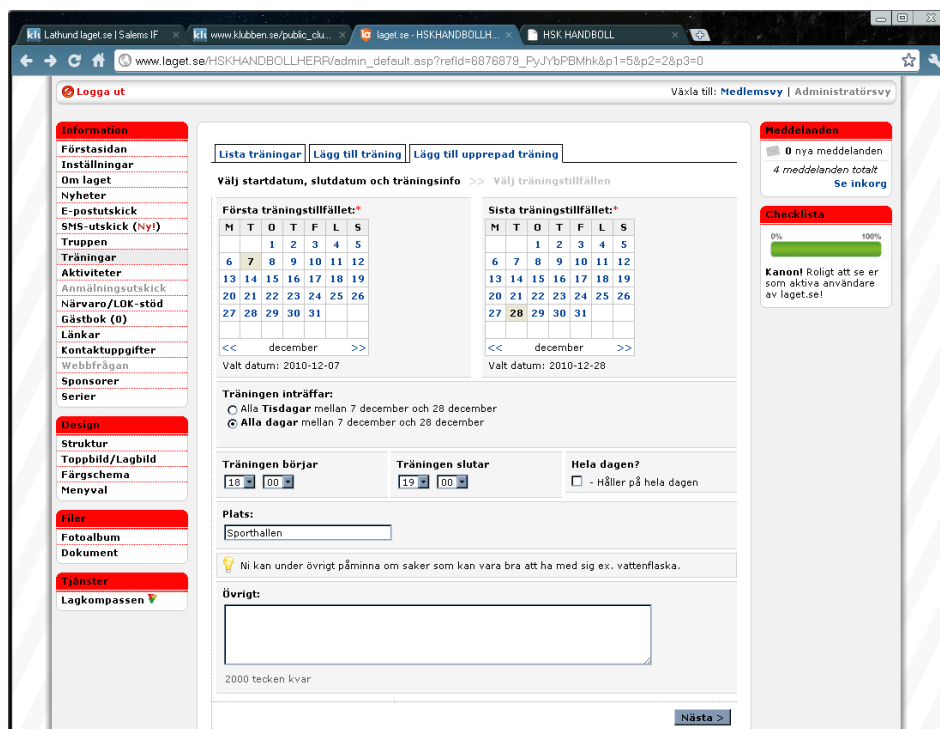 Lathund laget.se | Salems IF
www.klubben.se/public_clu...
laget.se - HSKHANDBOLLH...
HSK HANDBOLL
www.laget.se/HSKHANDBOLLHERR/admin_default.asp?refId=6876879_PyJYbPBMhk&p1=5&p2=2&p3=0
Logga ut
Växla till: Medlemsvy | Administratörsvy
Information
Förstasidan
Inställningar
Om laget
Nyheter
E-postutskick
SMS-utskick (Ny!)
Truppen
Träningar
Aktiviteter
Anmälningsutskick
Närvaro/LOK-stöd
Gästbok (0)
Länkar
Kontaktuppgifter
Webbfrågan
Sponsorer
Serier
Design
Struktur
Toppbild/Lagbild
Färgschema
Menyval
Filer
Fotoalbum
Dokument
Tjänster
Lagkompassen
Lista träningar Lägg till träning Lägg till upprepad träning
Välj startdatum, slutdatum och träningsinfo >> Välj träningstillfällen
Första träningstillfället:*
M T O T F L S
1 2 3 4 5
6 7 8 9 10 11 12
13 14 15 16 17 18 19
20 21 22 23 24 25 26
27 28 29 30 31
<< december >>
Valt datum: 2010-12-07
Sista träningstillfället:*
M T O T F L S
1 2 3 4 5
6 7 8 9 10 11 12
13 14 15 16 17 18 19
20 21 22 23 24 25 26
27 28 29 30 31
<< december >>
Valt datum: 2010-12-28
Träningen inträffar:
Alla Tisdagar mellan 7 december och 28 december
Alla dagar mellan 7 december och 28 december
Träningen börjar
18 00
Träningen slutar
19 00
Hela dagen?
- Håller på hela dagen
Plats:
Sporthallen
Ni kan under övrigt påminna om saker som kan vara bra att ha med sig ex. vattenflaska.
Övrigt:
2000 tecken kvar
Nästa >
Meddelanden
0 nya meddelanden
4 meddelanden totalt
Se inkorg
Checklista
0% 100%
Kanon! Roligt att se er
som aktiva användare
av laget.se!